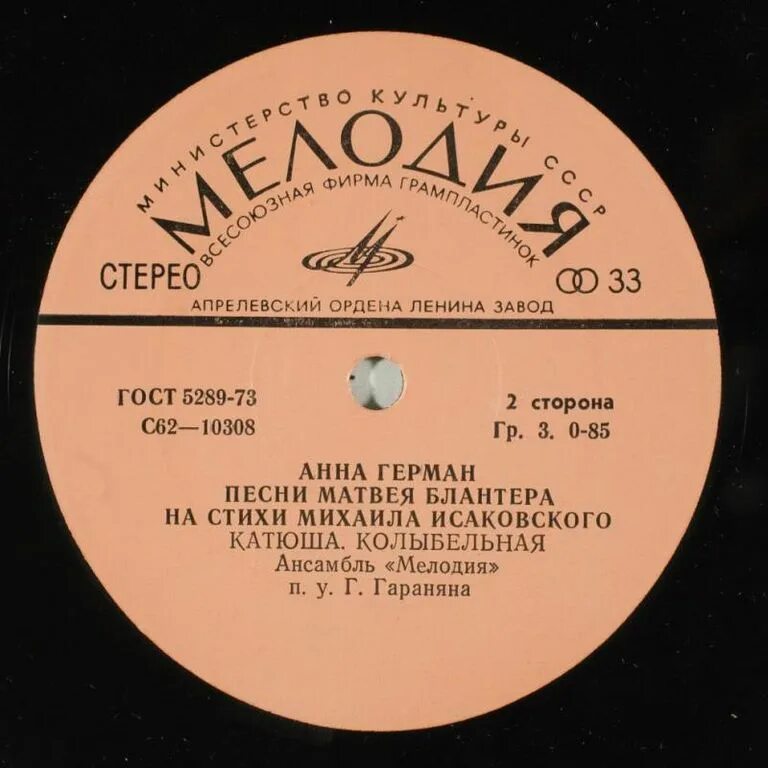 МИНИСТЕРСТВО КУЛЬТУРЫ СССР
МЕЛОДИЯ
ВСЕСОЮЗНАЯ ФИРМА ГРАМПЛАСТИНОК
СТЕРЕО
33
АПРЕЛЕВСКИЙ ОРДЕНА ЛЕНИНА ЗАВОД
ГОСТ 5289-73
С62—10308
2 сторона
Гр. 3. 0-85
АННА ГЕРМАН
ПЕСНИ МАТВЕЯ БЛАНТЕРА
НА СТИХИ МИХАИЛА ИСАКОВСКОГО
КАТЮША. КОЛЫБЕЛЬНАЯ
Ансамбль «Мелодия»
п. у. Г. Гараняна